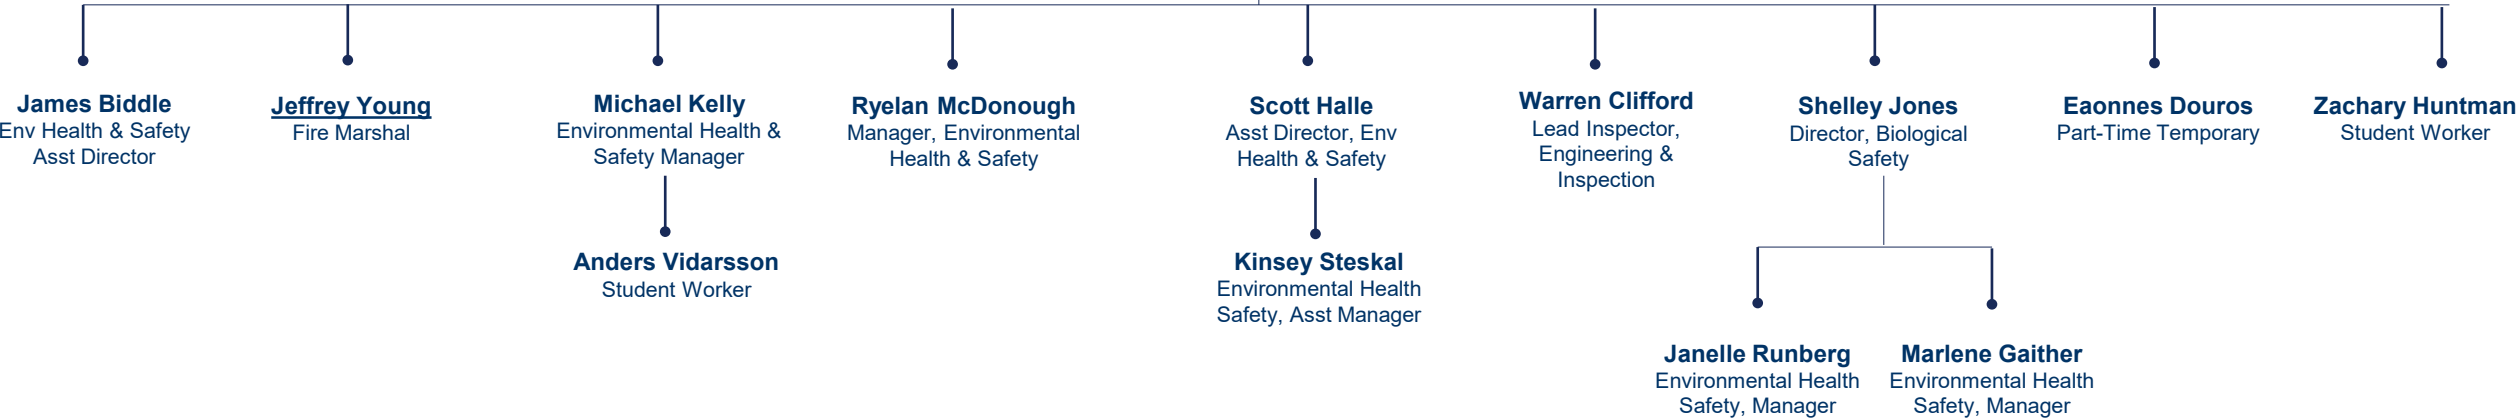 James Biddle
Env Health & Safety
Asst Director
Jeffrey Young
Fire Marshal
Michael Kelly
Environmental Health &
Safety Manager
Ryelan McDonough
Manager, Environmental
Health & Safety
Scott Halle
Asst Director, Env
Health & Safety
Warren Clifford
Lead Inspector,
Engineering &
Inspection
Shelley Jones
Director, Biological
Safety
Eaonnes Douros
Part-Time Temporary
Zachary Huntman
Student Worker
Anders Vidarsson
Student Worker
Kinsey Steskal
Environmental Health
Safety, Asst Manager
Janelle Runberg
Environmental Health
Safety, Manager
Marlene Gaither
Environmental Health
Safety, Manager